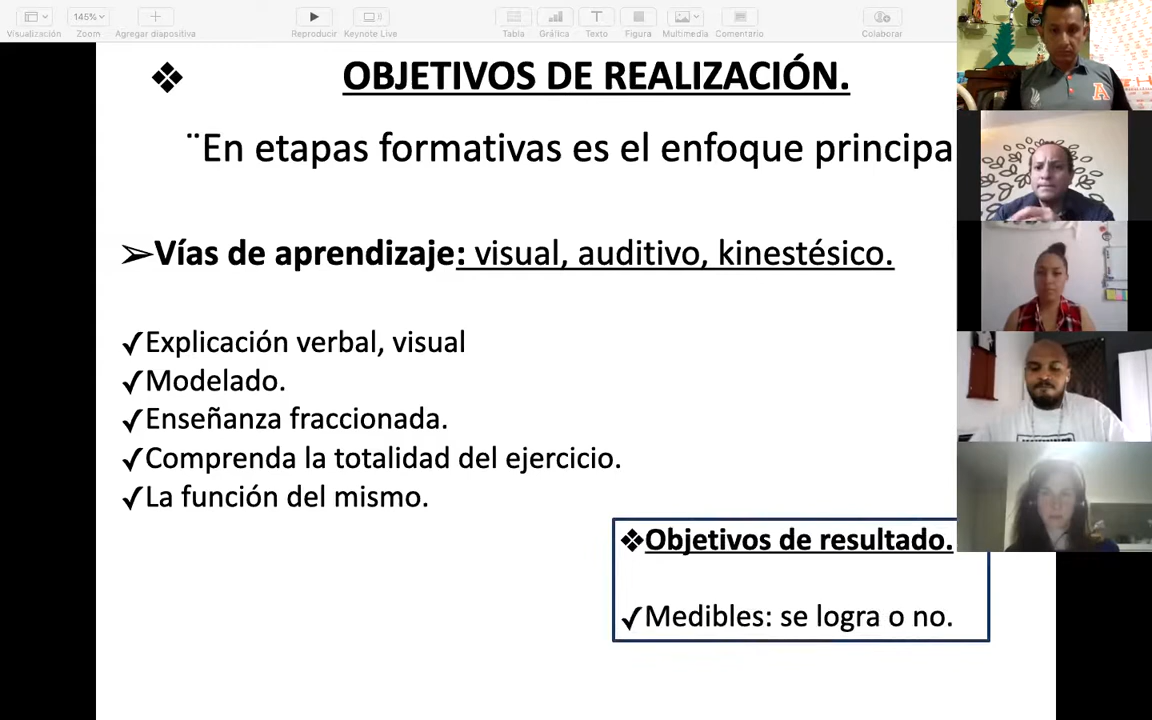 Visualización
145%
Zoom
Agregar diapositiva
Reproducir
Keynote Live
Tabla
Gráfica
Texto
Figura
Multimedia
Comentario
Colaborar
❖ OBJETIVOS DE REALIZACIÓN.
¨En etapas formativas es el enfoque principa
➢Vías de aprendizaje: visual, auditivo, kinestésico.
✓Explicación verbal, visual
✓Modelado.
✓Enseñanza fraccionada.
✓Comprenda la totalidad del ejercicio.
✓La función del mismo.
❖Objetivos de resultado.
✓Medibles: se logra o no.
A